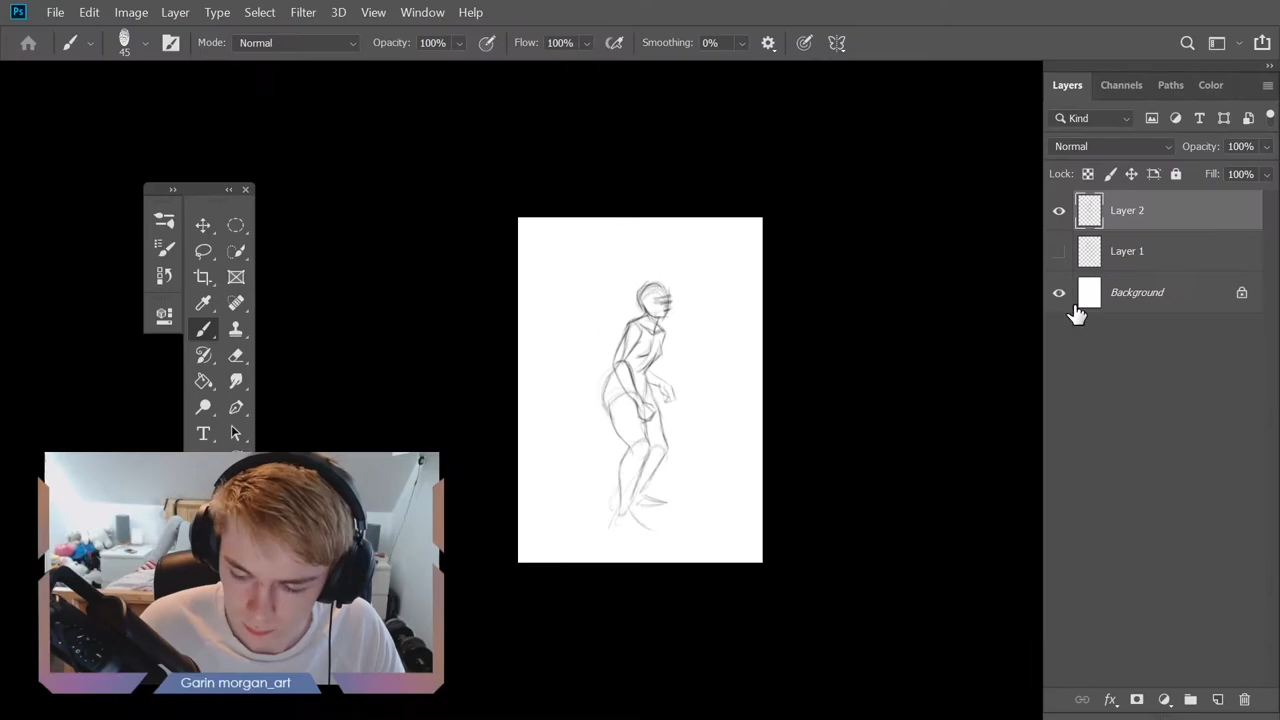 Ps File Edit Image Layer Type Select Filter 3D View Window Help
45 Mode: Normal Opacity: 100% Flow: 100% Smoothing: 0%
Layers Channels Paths Color
Kind
Normal Opacity: 100%
Lock: Fill: 100%
Layer 2
Layer 1
Background
T
Garin morgan_art
fx